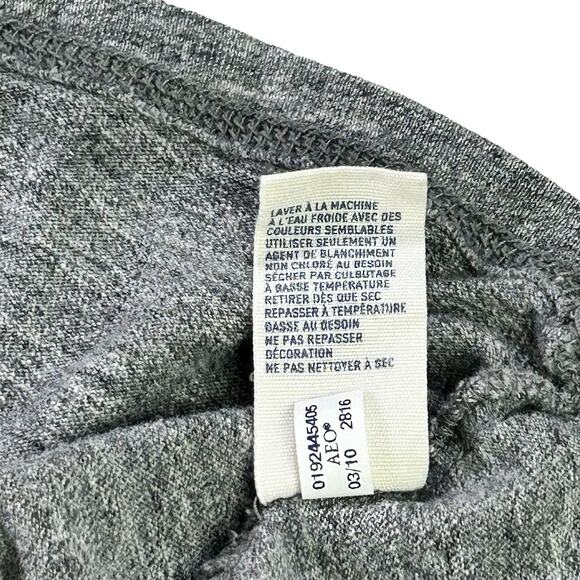 LAVER À LA MACHINE
À L'EAU FROIDE AVEC DES
COULEURS SEMBLABLES
UTILISER SEULEMENT UN
AGENT DE BLANCHIMENT
NON CHLORÉ AU BESOIN
SÉCHER PAR CULBUTAGE
À BASSE TEMPÉRATURE
RETIRER DÈS QUE SEC
REPASSER À TEMPÉRATURE
BASSE AU BESOIN
NE PAS REPASSER
DÉCORATION
NE PAS NETTOYER À SEC
01924454O5 2816
AEO®
03/10